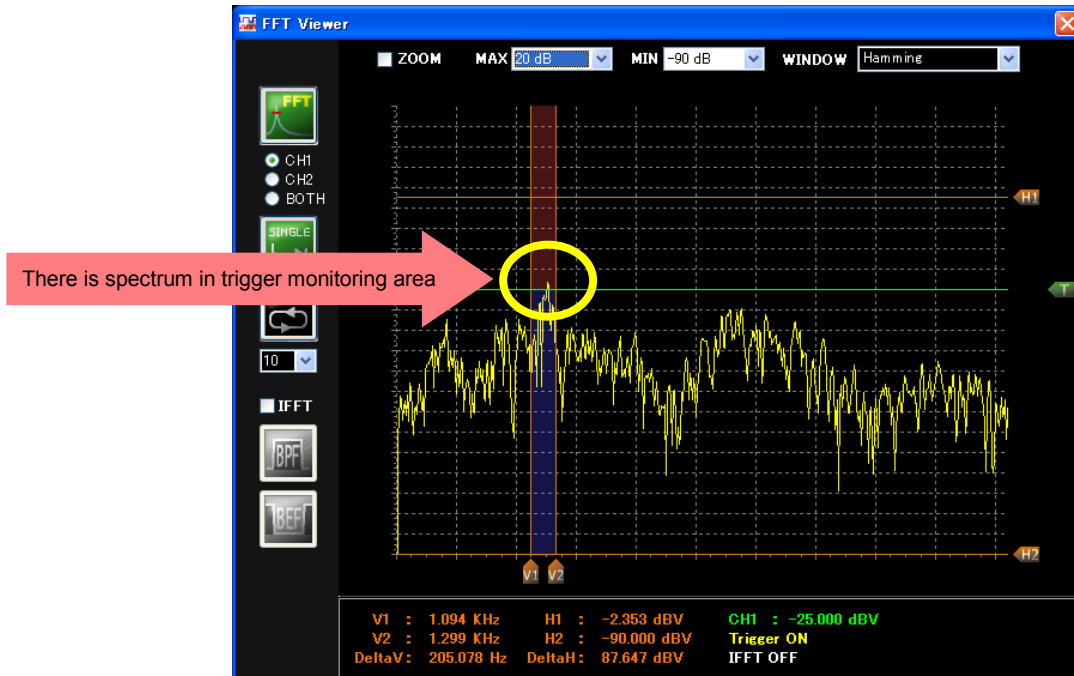 FFT Viewer
ZOOM MAX 20 dB MIN -90 dB WINDOW Hamming
FFT
CH1
CH2
BOTH
H1
SINGLE
There is spectrum in trigger monitoring area
T
10
IFFT
BPF
BEF
H2
V1 V2
V1 : 1.094 KHz H1 : -2.353 dBV CH1 : -25.000 dBV
V2 : 1.299 KHz H2 : -90.000 dBV Trigger ON
DeltaV: 205.078 Hz DeltaH: 87.647 dBV IFFT OFF